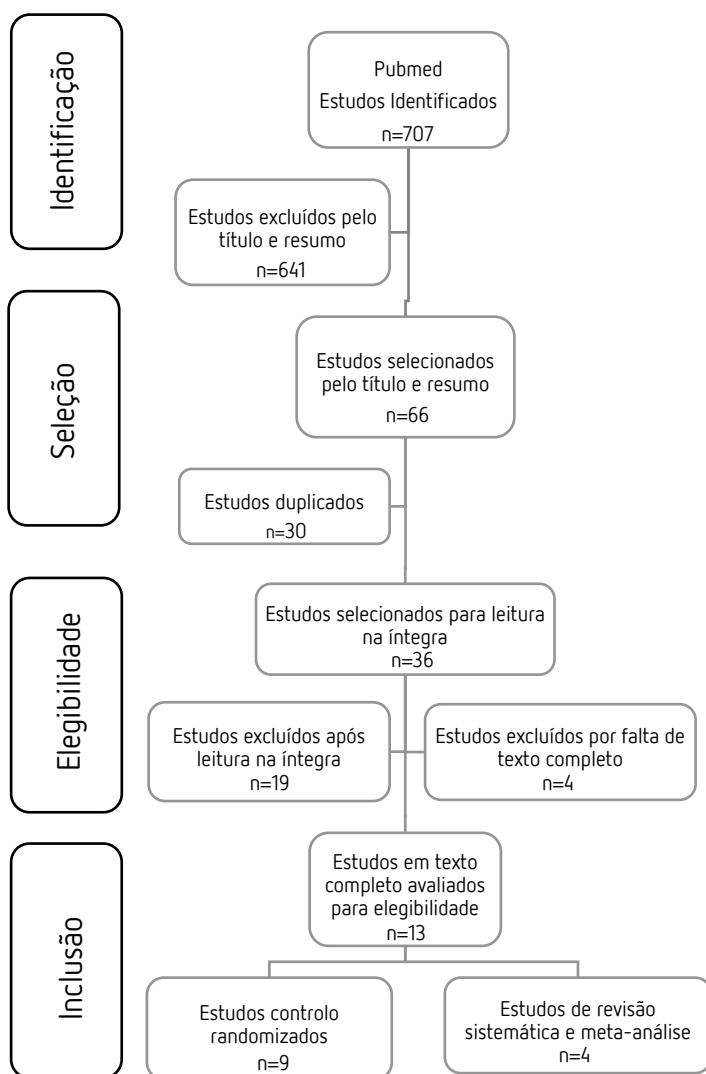 Identificação
Pubmed
Estudos Identificados
n=707
Estudos excluídos pelo
título e resumo
n=641
Seleção
Estudos selecionados
pelo título e resumo
n=66
Estudos duplicados
n=30
Elegibilidade
Estudos selecionados para leitura
na íntegra
n=36
Estudos excluídos após
leitura na íntegra
n=19
Estudos excluídos por falta de
texto completo
n=4
Inclusão
Estudos em texto
completo avaliados
para elegibilidade
n=13
Estudos controlo
randomizados
n=9
Estudos de revisão
sistemática e meta-análise
n=4